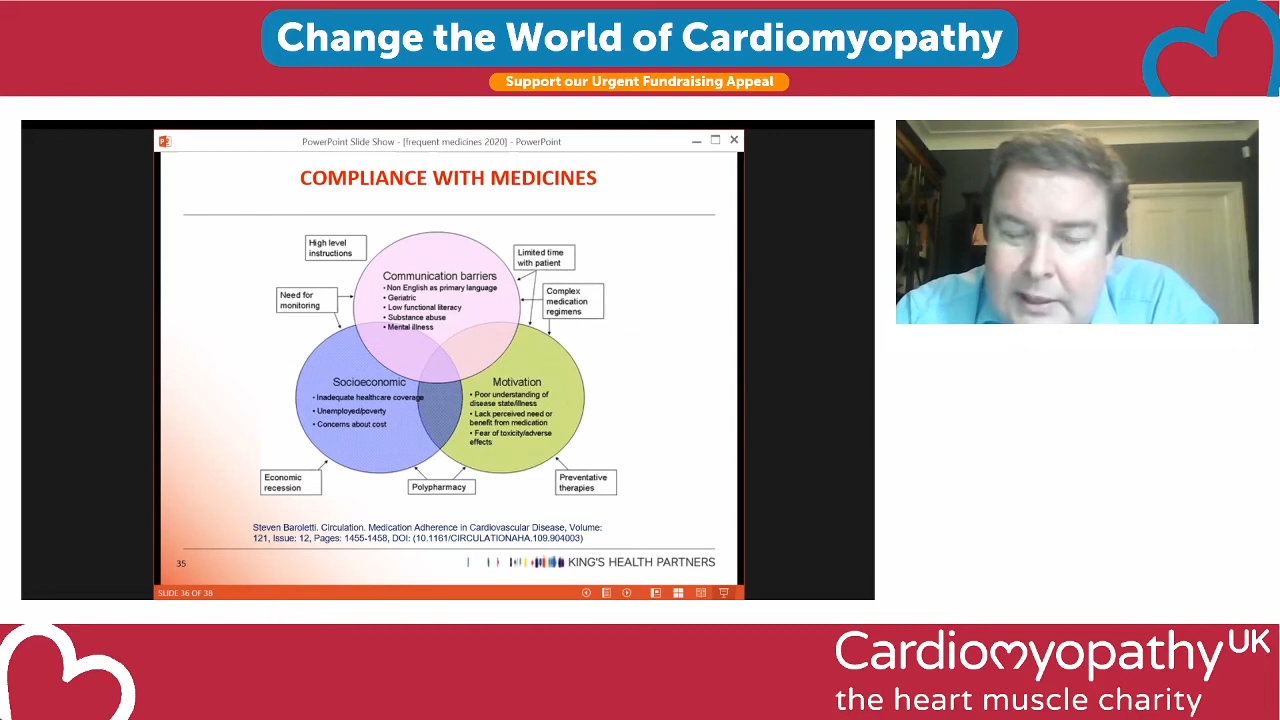 Change the World of Cardiomyopathy
Support our Urgent Fundraising Appeal
PowerPoint Slide Show - [frequent medicines 2020] - PowerPoint
COMPLIANCE WITH MEDICINES
High level
instructions
Limited time
with patient
Communication barriers
• Non English as primary language
• Geriatric
• Low functional literacy
• Substance abuse
• Mental illness
Need for
monitoring
Complex
medication
regimens
Socioeconomic
• Inadequate healthcare coverage
• Unemployed/poverty
• Concerns about cost
Motivation
• Poor understanding of
disease state/illness
• Lack perceived need or
benefit from medication
• Fear of toxicity/adverse
effects
Economic
recession
Polypharmacy
Preventative
therapies
Steven Baroletti. Circulation. Medication Adherence in Cardiovascular Disease, Volume:
121, Issue: 12, Pages: 1455-1458, DOI: (10.1161/CIRCULATIONAHA.109.904003)
35
KING'S HEALTH PARTNERS
SLIDE 36 OF 38
Cardiomyopathy UK
the heart muscle charity